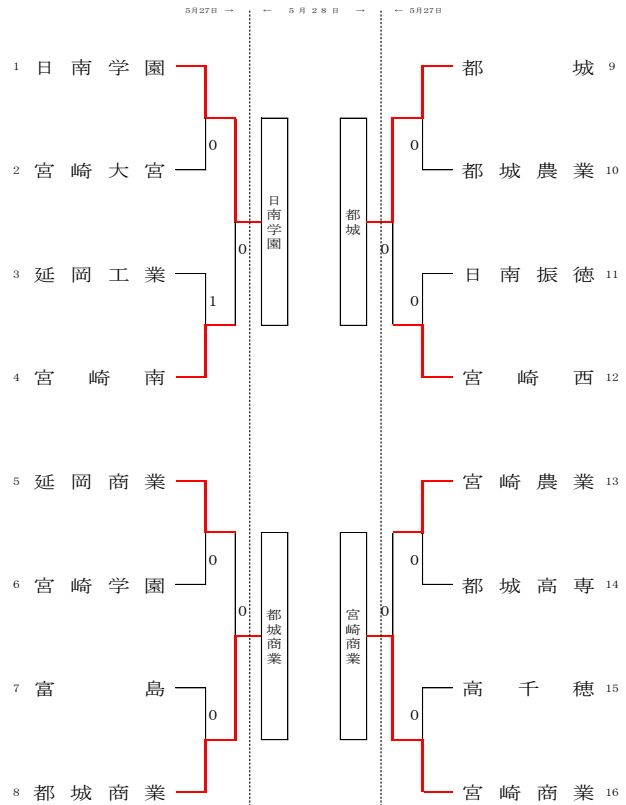 5月27日 → ← 5月28日 → ← 5月27日
1 日南学園
2 宮崎大宮
3 延岡工業
4 宮崎南
5 延岡商業
6 宮崎学園
7 富島
8 都城商業
0
1
0
0
0
0
日南学園
都城商業
都城
宮崎商業
0
0
0
0
0
0
都城 9
都城農業 10
日南振徳 11
宮崎西 12
宮崎農業 13
都城高専 14
高千穂 15
宮崎商業 16